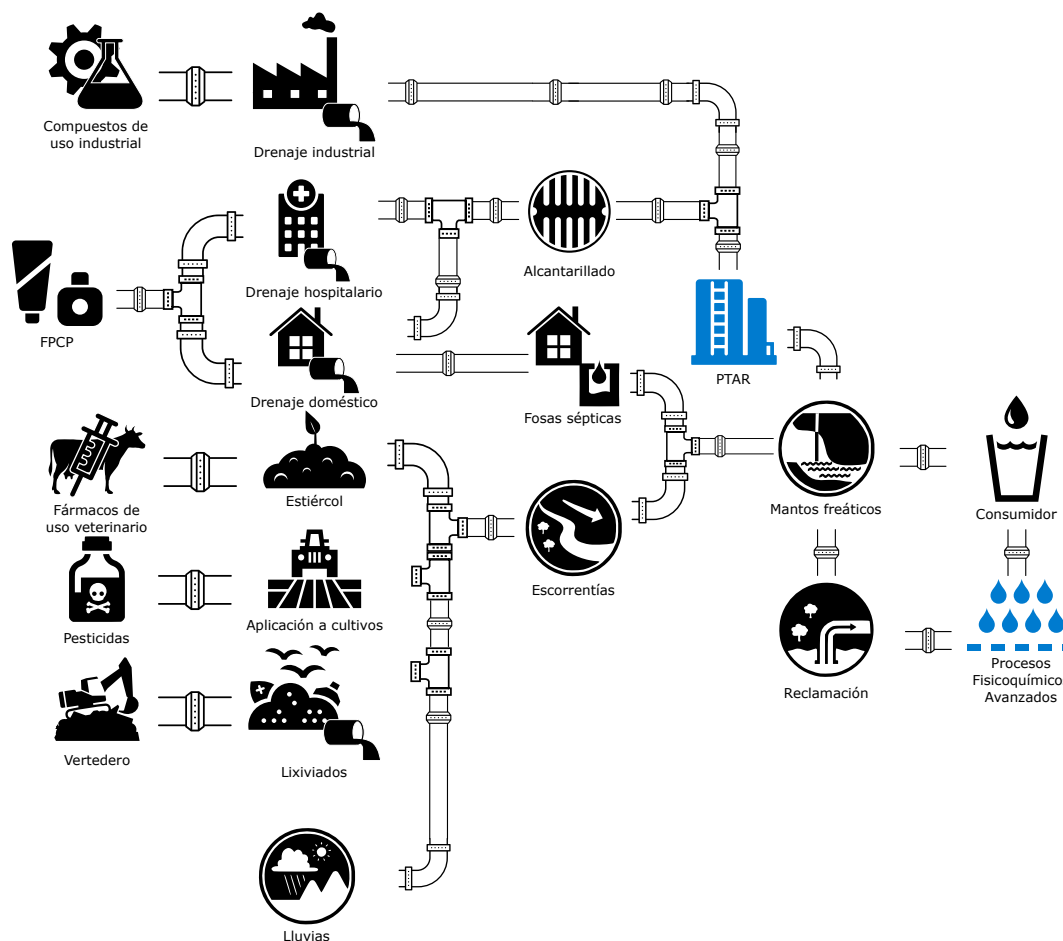 Compuestos de
uso industrial
Drenaje industrial
Drenaje hospitalario
Alcantarillado
FPCP
PTAR
Drenaje doméstico
Fosas sépticas
Fármacos de
uso veterinario
Estiércol
Mantos freáticos
Consumidor
Escorrentías
Pesticidas
Aplicación a cultivos
Reclamación
Procesos
Fisicoquímico
Avanzados
Vertedero
Lixiviados
Lluvias